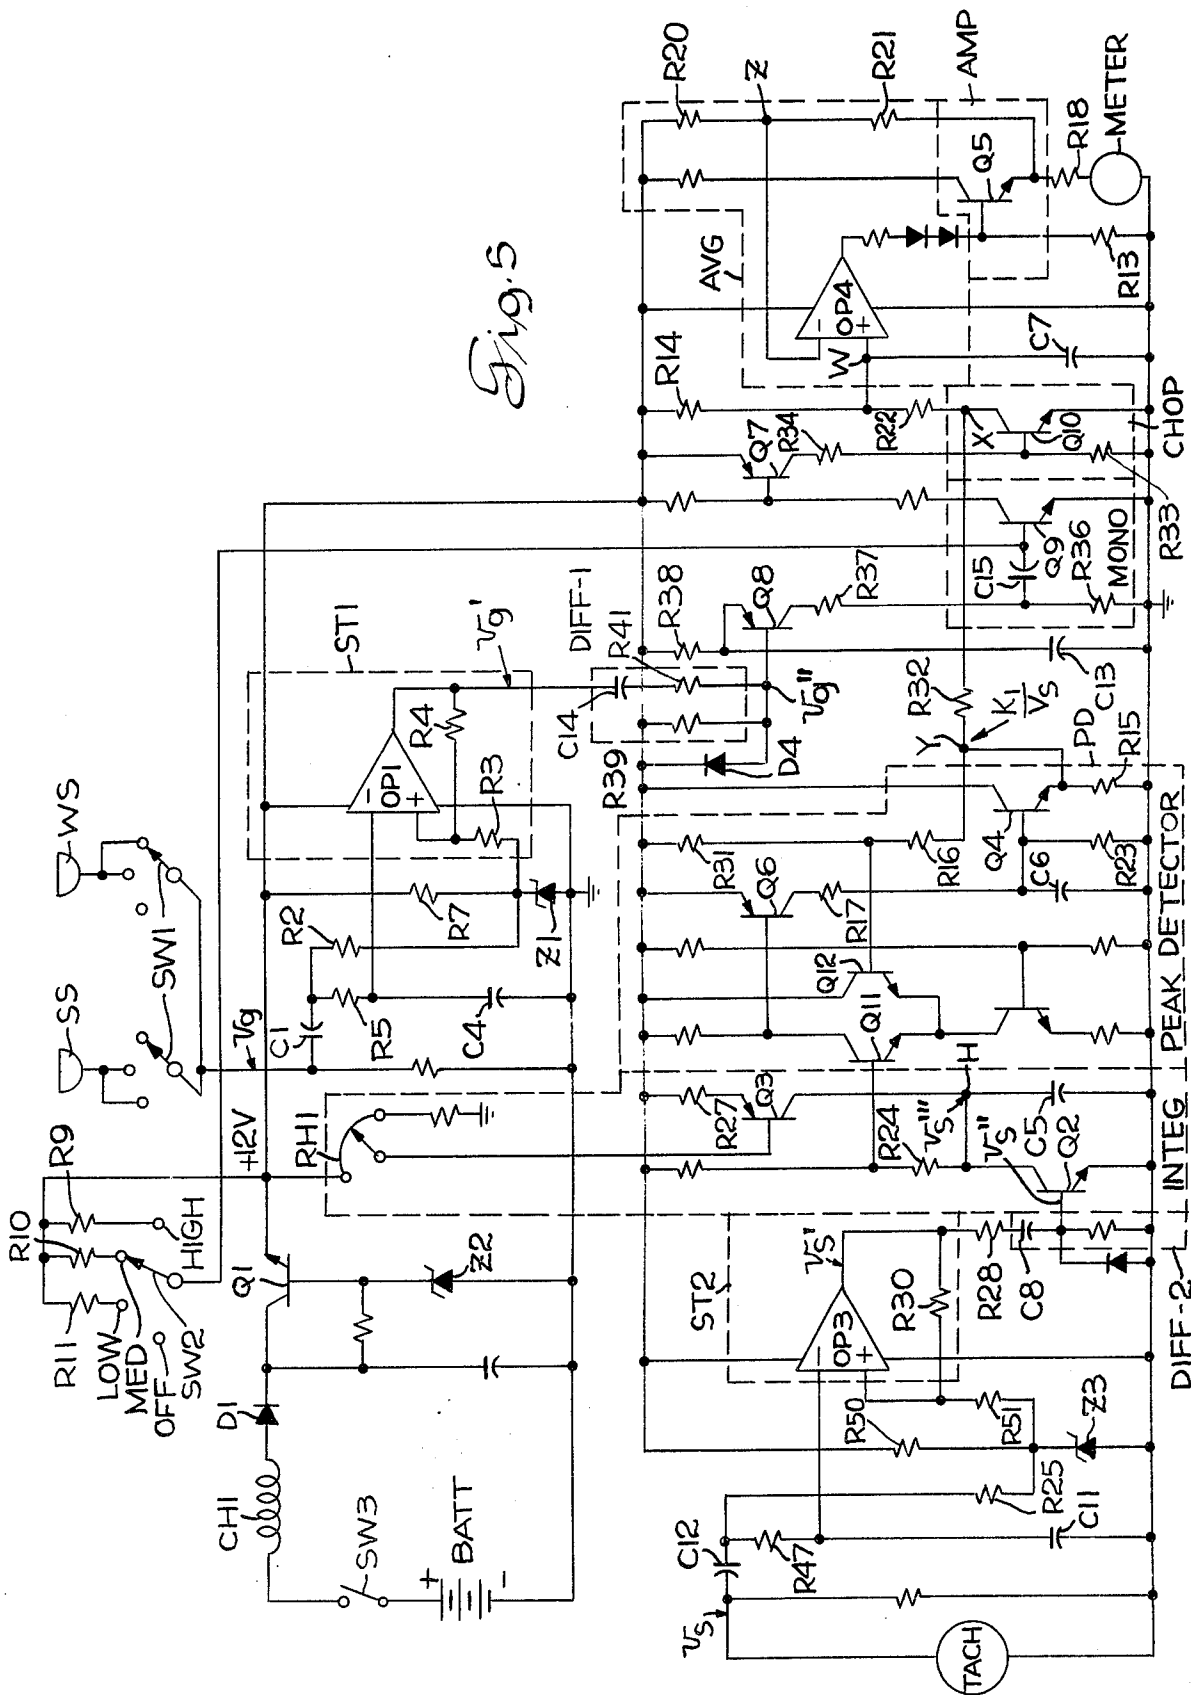 Fig. 5
R11
R10
R9
LOW
MED
HIGH
OFF
SW2
SS
WS
SW1
Vg
+12V
CH1
D1
Q1
Z2
SW3
+
BATT
-
RH1
C1
R2
R5
C4
R7
Z1
ST1
-
OP1
+
R4
R3
vg'
DIFF-1
C14
R41
R39
D4
vg"
R38
Q8
R37
C13
C15
Q9
R36
MONO
R14
Q7
R34
R22
X
Q10
CHOP
R33
W
AVG
-
OP4
+
C7
R20
Z
R21
AMP
Q5
R13
R18
METER
vs
TACH
C12
R47
R25
C11
R50
R51
Z3
ST2
-
OP3
+
vs'
R30
R28
C8
DIFF-2
vs"
Q2
C5
vs'''
H
R24
R27
Q3
INTEG
Q11
Q12
Q6
R17
R31
R16
C6
R23
Q4
PEAK DETECTOR
PD
R15
Y
K1
Vs
R32